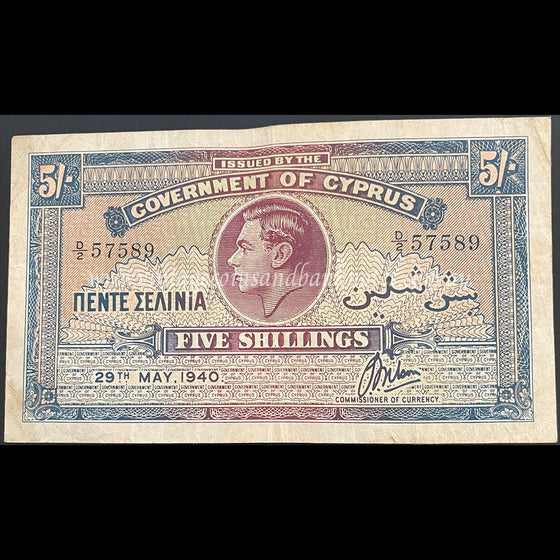 ISSUED BY THE
5/- GOVERNMENT OF CYPRUS 5/-
D/2 57589 D/2 57589
ΠΕΝΤΕ ΣΕΛΙΝΙΑ بش شلين
FIVE SHILLINGS
29TH MAY 1940.
COMMISSIONER OF CURRENCY.